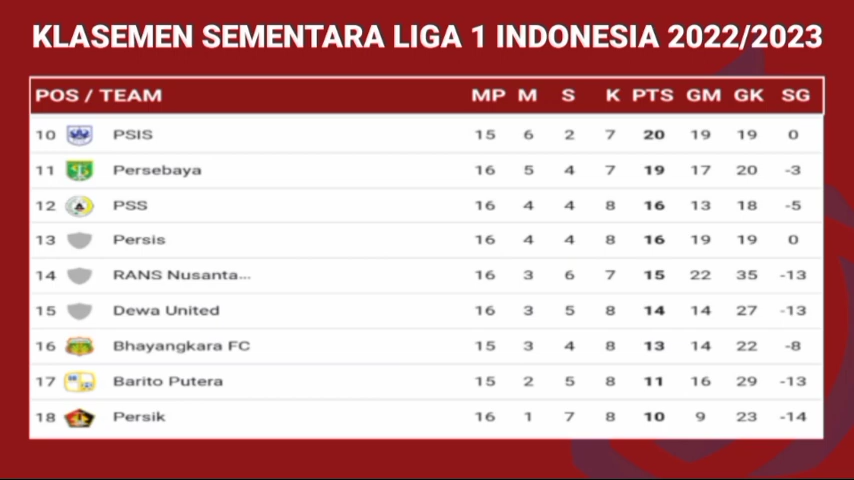 KLASEMEN SEMENTARA LIGA 1 INDONESIA 2022/2023
POS / TEAM MP M S K PTS GM GK SG
10 PSIS 15 6 2 7 20 19 19 0
11 Persebaya 16 5 4 7 19 17 20 -3
12 PSS 16 4 4 8 16 13 18 -5
13 Persis 16 4 4 8 16 19 19 0
14 RANS Nusanta... 16 3 6 7 15 22 35 -13
15 Dewa United 16 3 5 8 14 14 27 -13
16 Bhayangkara FC 15 3 4 8 13 14 22 -8
17 Barito Putera 15 2 5 8 11 16 29 -13
18 Persik 16 1 7 8 10 9 23 -14